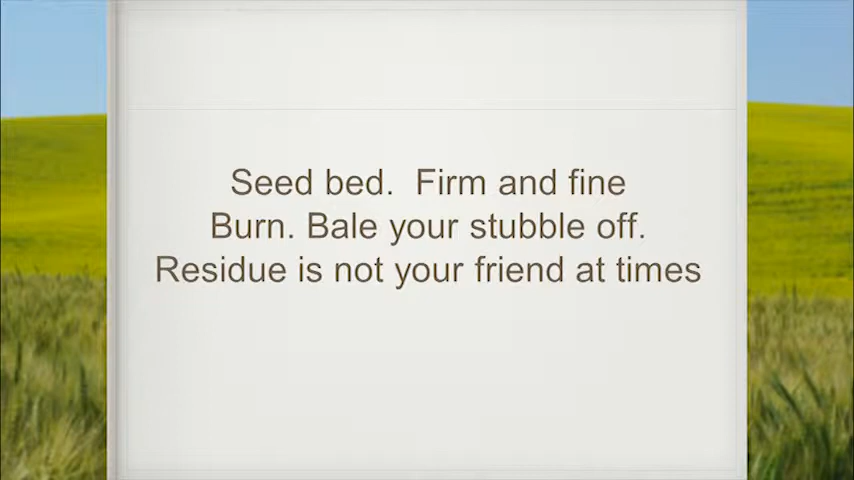 Seed bed.  Firm and fine
Burn. Bale your stubble off.
Residue is not your friend at times